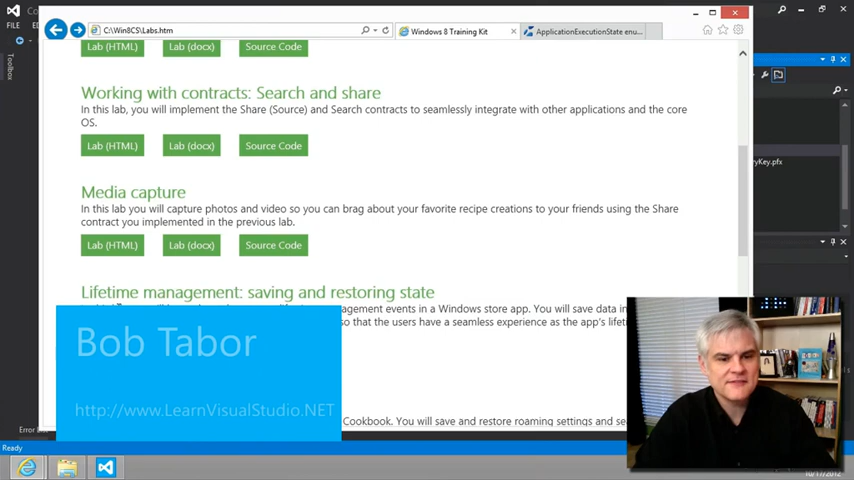 C:\Win8CS\Labs.htm
Windows 8 Training Kit
ApplicationExecutionState enu...
FILE
Toolbox
Lab (HTML)
Lab (docx)
Source Code
Working with contracts: Search and share
In this lab, you will implement the Share (Source) and Search contracts to seamlessly integrate with other applications and the core
OS.
Lab (HTML)
Lab (docx)
Source Code
yKey.pfx
Media capture
In this lab you will capture photos and video so you can brag about your favorite recipe creations to your friends using the Share
contract you implemented in the previous lab.
Lab (HTML)
Lab (docx)
Source Code
Lifetime management: saving and restoring state
agement events in a Windows store app. You will save data in
so that the users have a seamless experience as the app's lifeti
Bob Tabor
http://www.LearnVisualStudio.NET
Cookbook. You will save and restore roaming settings and se
Error
Ready
10/17/2012